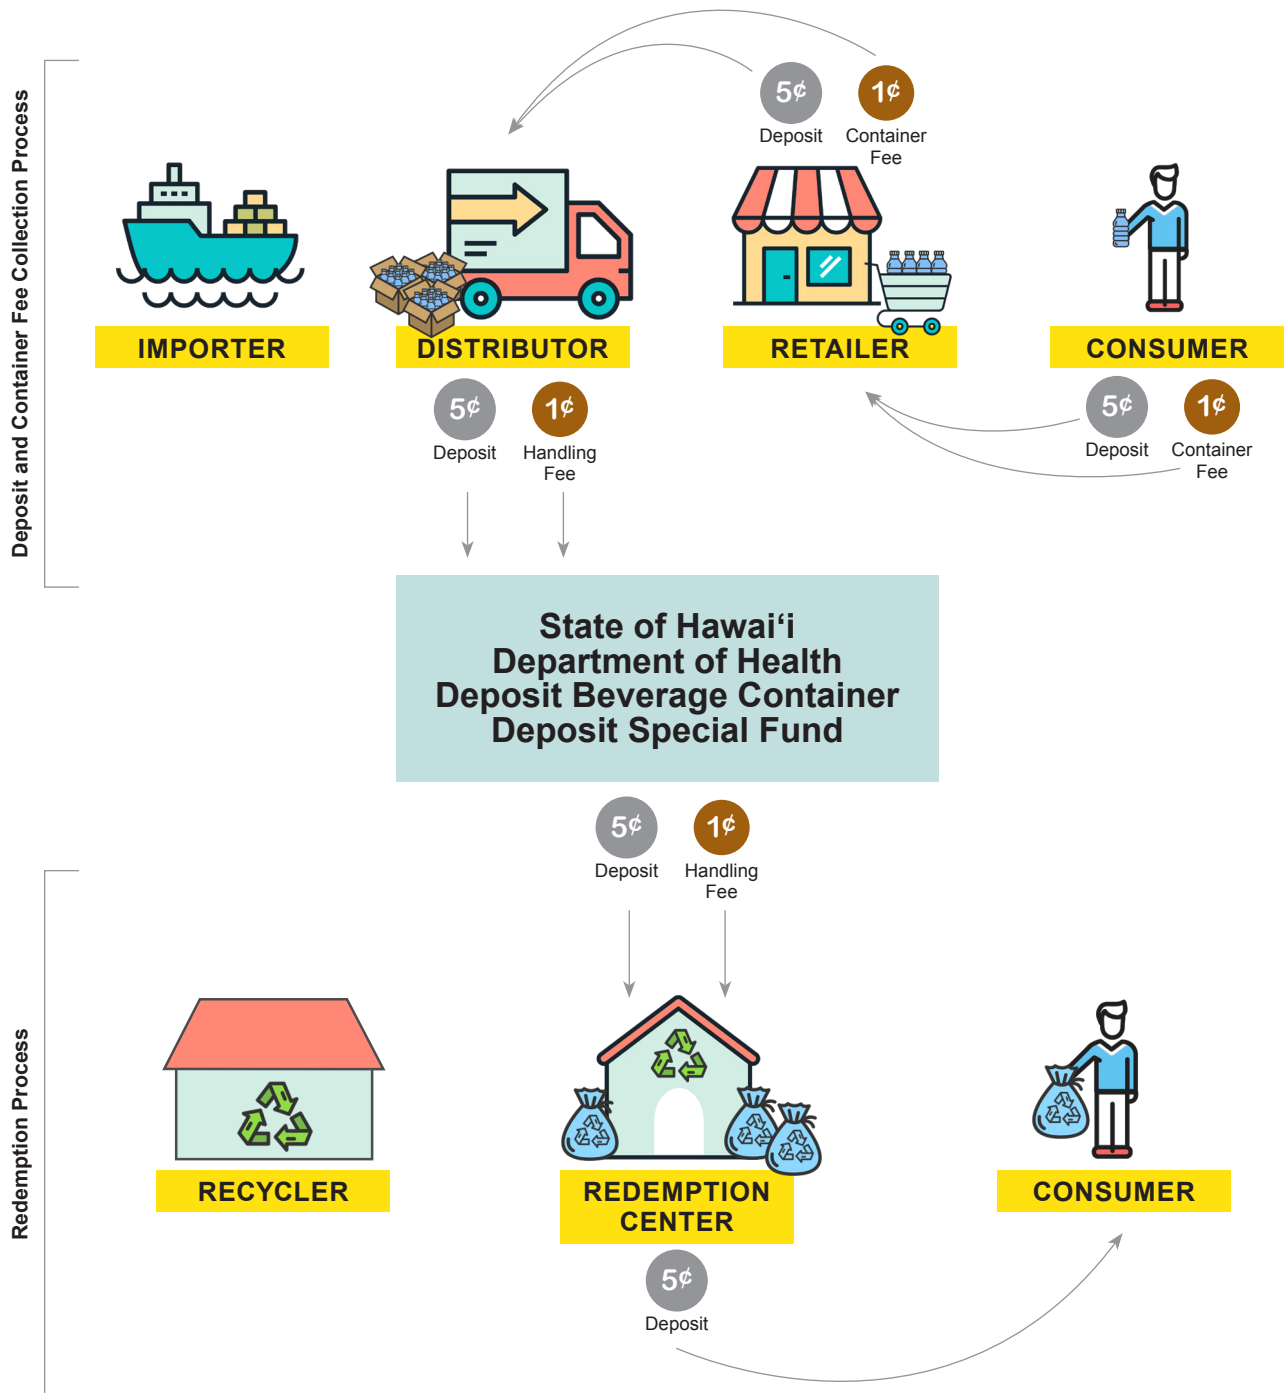 Deposit and Container Fee Collection Process
5¢
1¢
Deposit
Container
Fee
IMPORTER
DISTRIBUTOR
RETAILER
CONSUMER
5¢
1¢
Deposit
Handling
Fee
5¢
1¢
Deposit
Container
Fee
State of Hawai‘i
Department of Health
Deposit Beverage Container
Deposit Special Fund
5¢
1¢
Deposit
Handling
Fee
Redemption Process
RECYCLER
REDEMPTION
CENTER
CONSUMER
5¢
Deposit